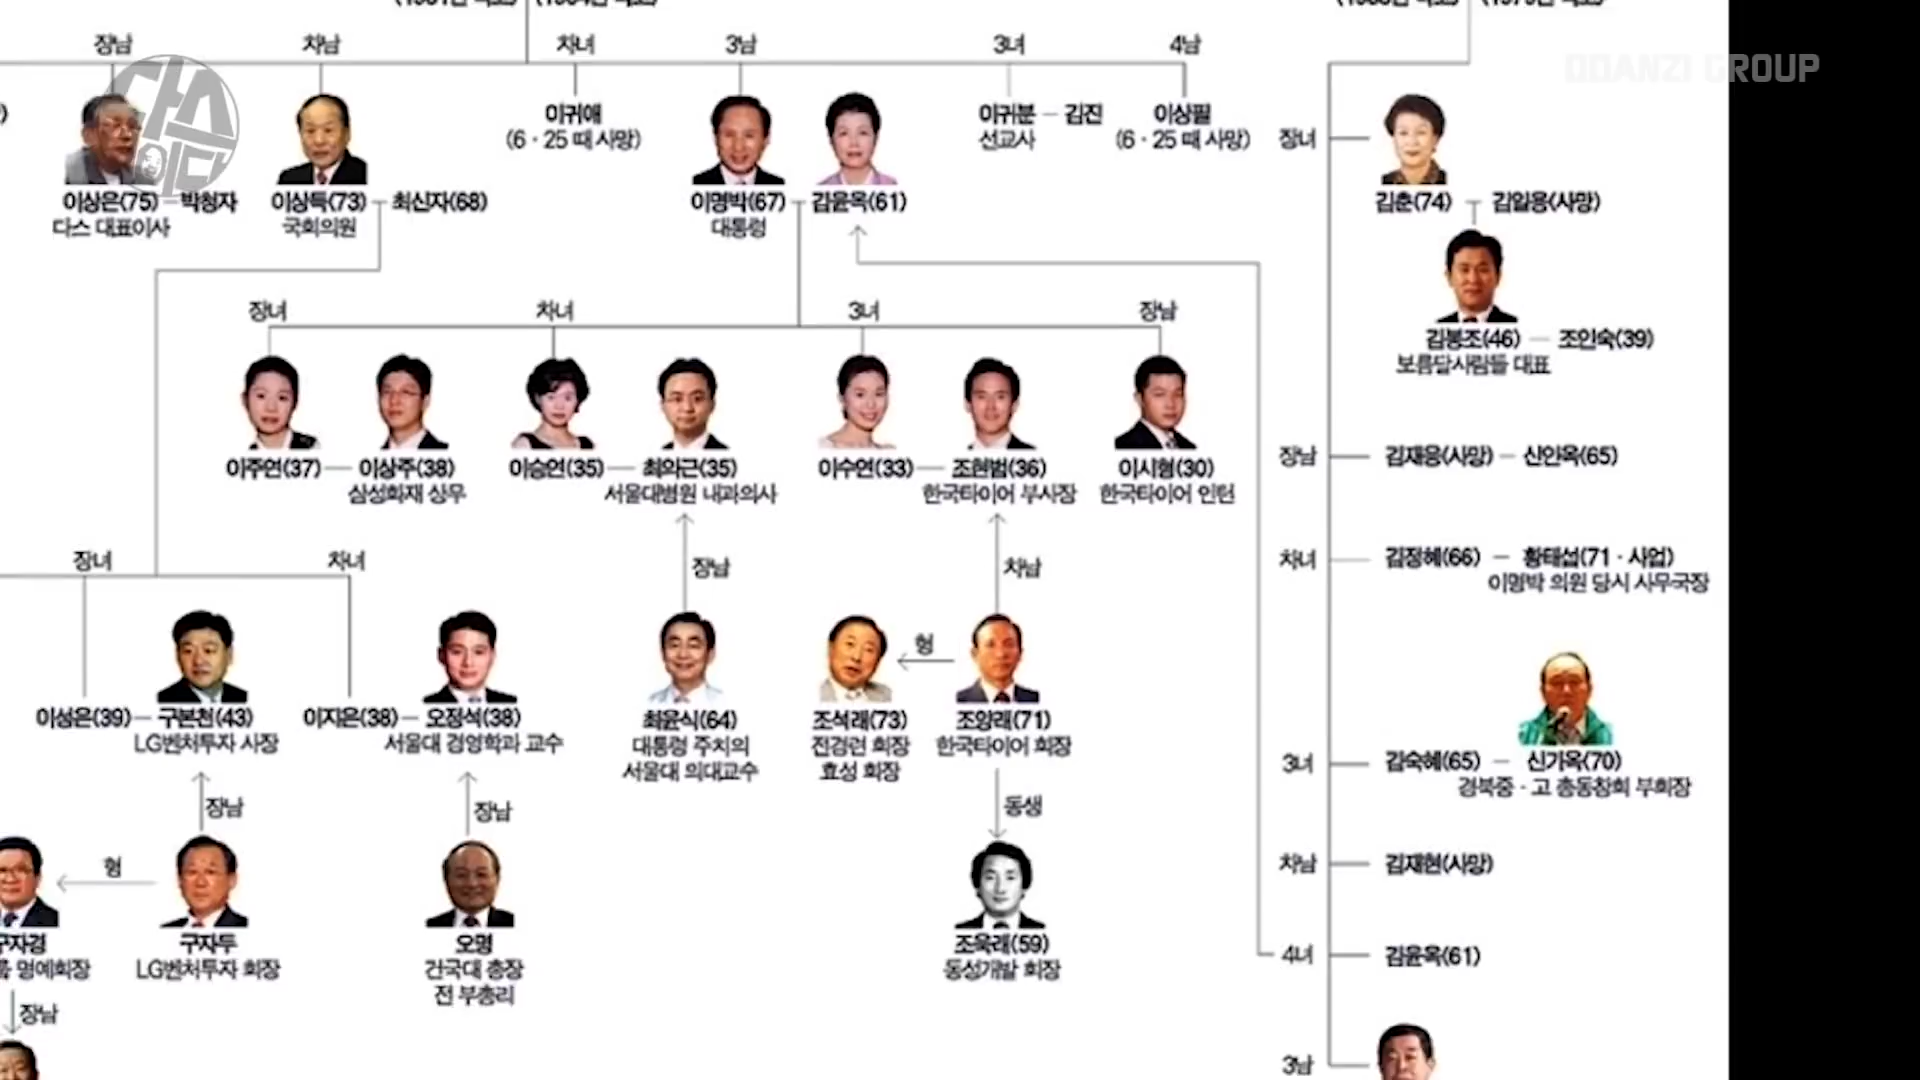 장남
차남
차녀
3남
3녀
4남
다스
이다
DDANZI GROUP
이귀애
(6·25 때 사망)
이귀분 — 김진
선교사
이상필
(6·25 때 사망)
장녀
이상은(75) — 박청자
다스 대표이사
이상득(73) — 최신자(68)
국회의원
이명박(67) — 김윤옥(61)
대통령
김춘(74) — 김일용(사망)
김봉조(46) — 조인숙(39)
보름달사람들 대표
장녀
차녀
3녀
장남
이주연(37) — 이상주(38)
삼성화재 상무
이승연(35) — 최의근(35)
서울대병원 내과의사
이수연(33) — 조현범(36)
한국타이어 부사장
이시형(30)
한국타이어 인턴
장남
김재용(사망) — 신안옥(65)
차녀
김정혜(66) — 황태섭(71·사업)
이명박 의원 당시 사무국장
장녀
차녀
장남
차남
형
이성은(39) — 구본천(43)
LG벤처투자 사장
이지은(38) — 오정석(38)
서울대 경영학과 교수
최윤식(64)
대통령 주치의
서울대 의대교수
조석래(73)
전경련 회장
효성 회장
조양래(71)
한국타이어 회장
3녀
김숙혜(65) — 신기옥(70)
경북중·고 총동창회 부회장
장남
장남
동생
형
구자경
명예회장
구자두
LG벤처투자 회장
오명
건국대 총장
전 부총리
조욱래(59)
동성개발 회장
차남
김재현(사망)
4녀
김윤옥(61)
장남
3남